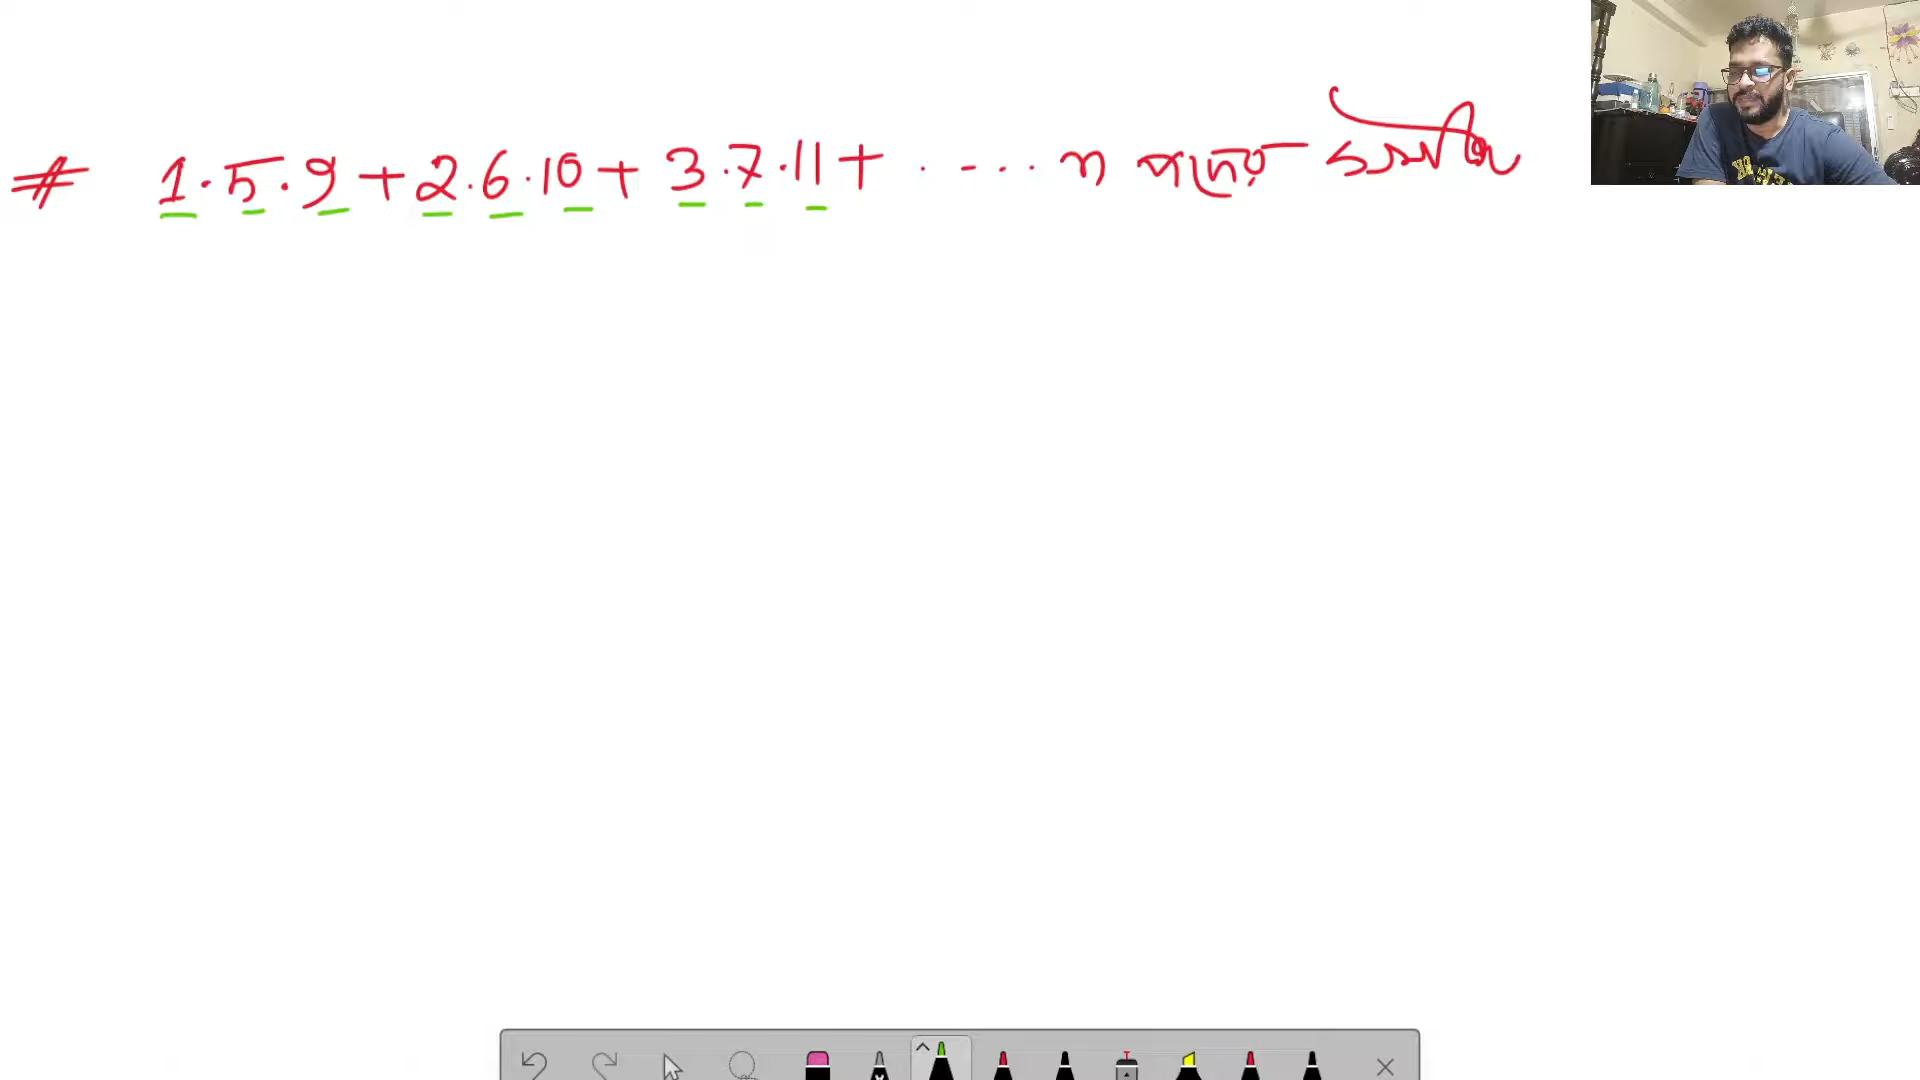 # 1.5.9 + 2.6.10 + 3.7.11 + ..... n পদের সমষ্টি